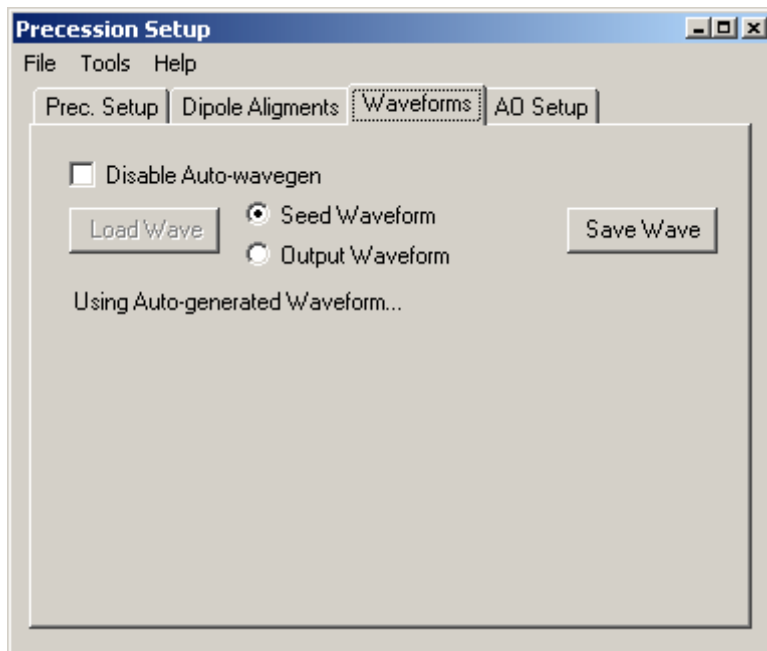 Precession Setup
File Tools Help
Prec. Setup Dipole Aligments Waveforms AO Setup
Disable Auto-wavegen
Load Wave Seed Waveform Save Wave
Output Waveform
Using Auto-generated Waveform...